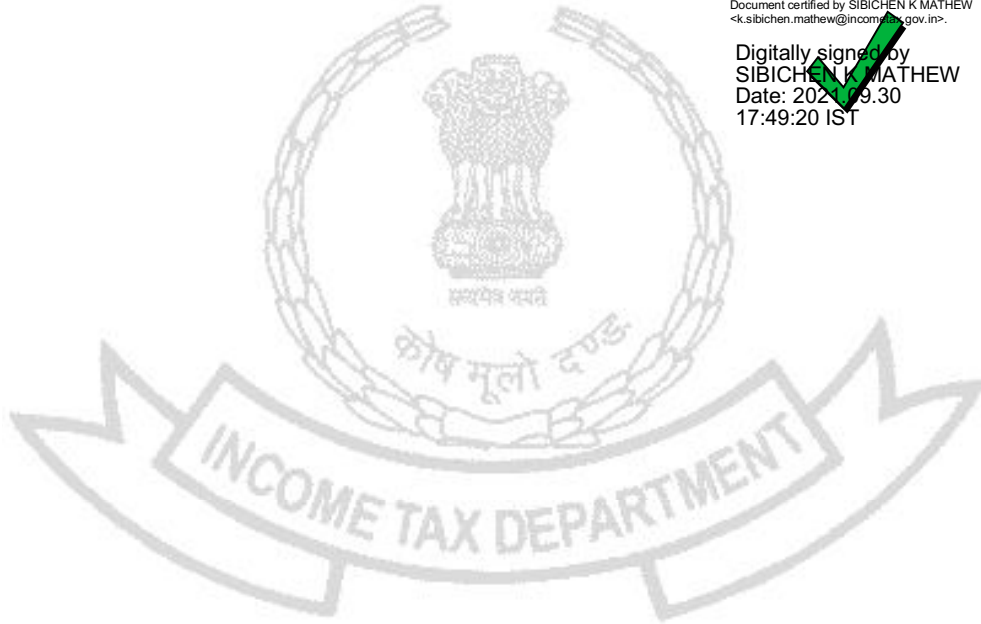 Document certified by SIBICHEN K MATHEW
<k.sibichen.mathew@incometax.gov.in>.
Digitally signed by
SIBICHEN K MATHEW
Date: 2021.09.30
17:49:20 IST
सत्यमेव जयते
कोष मूलो दण्ड
INCOME TAX DEPARTMENT